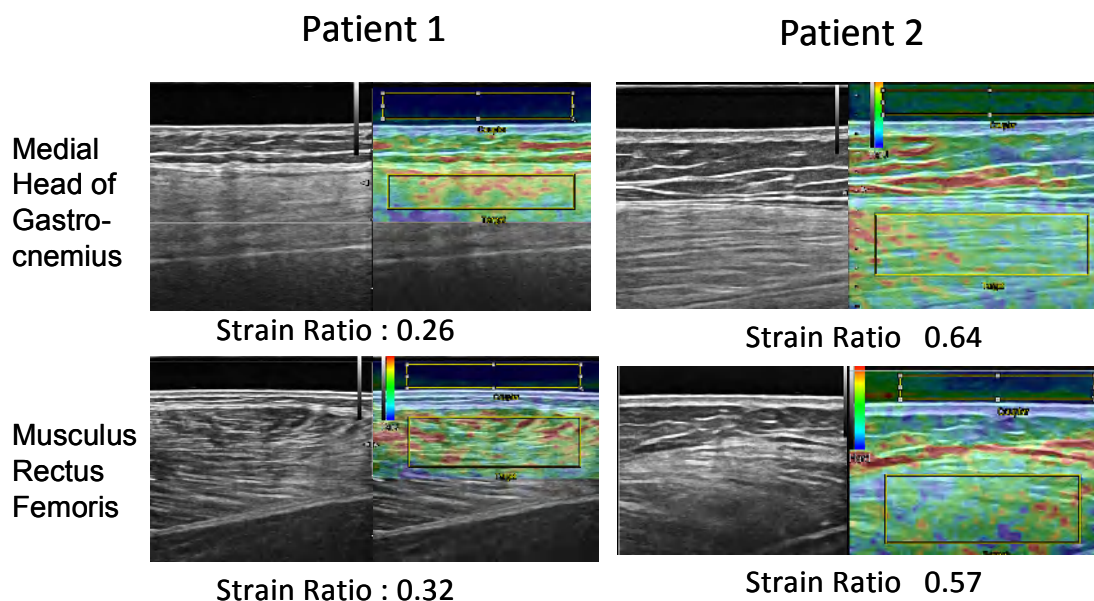 Patient 1
Patient 2
Medial
Head of
Gastro-
cnemius
Strain Ratio : 0.26
Strain Ratio 0.64
Musculus
Rectus
Femoris
Strain Ratio : 0.32
Strain Ratio 0.57